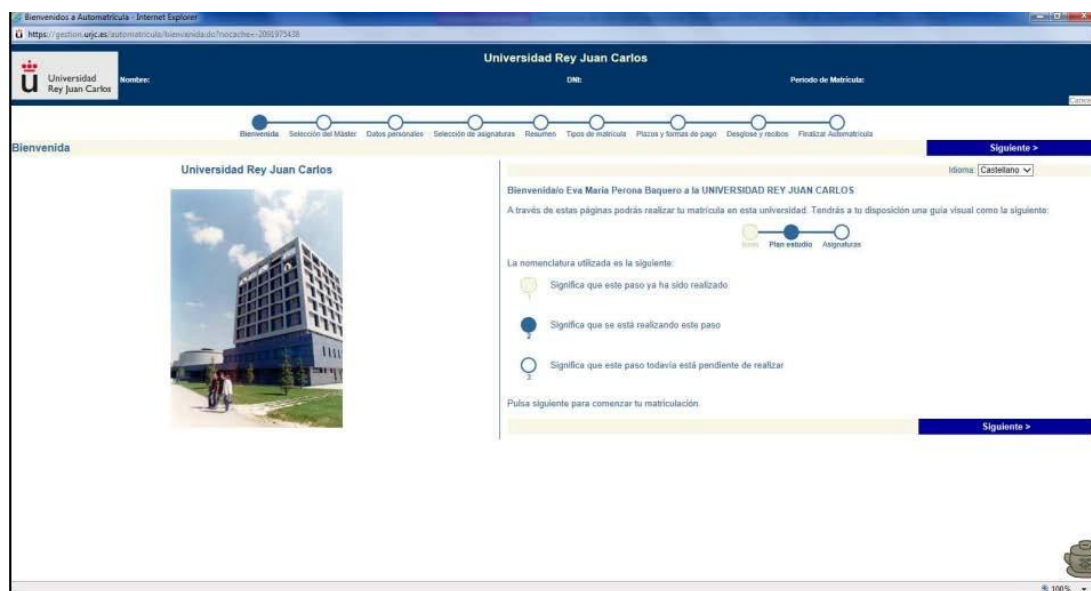 Bienvenidos a Automatrícula - Internet Explorer
https://gestion.urjc.es/automatricula/bienvenida.do?nocache=-2091975438
Universidad Rey Juan Carlos
Universidad
Rey Juan Carlos
Nombre:
DNI:
Periodo de Matrícula:
Bienvenida Selección del Máster Datos personales Selección de asignaturas Resumen Tipos de matrícula Plazos y formas de pago Desglose y recibos Finalizar Automatrícula
Bienvenida
Siguiente >
Universidad Rey Juan Carlos
Idioma: Castellano
Bienvenida/o Eva María Perona Baquero a la UNIVERSIDAD REY JUAN CARLOS
A través de estas páginas podrás realizar tu matrícula en esta universidad. Tendrás a tu disposición una guía visual como la siguiente:
Plan estudio Asignaturas
La nomenclatura utilizada es la siguiente:
1
Significa que este paso ya ha sido realizado
2
Significa que se está realizando este paso
3
Significa que este paso todavía está pendiente de realizar
Pulsa siguiente para comenzar tu matriculación.
Siguiente >
100%